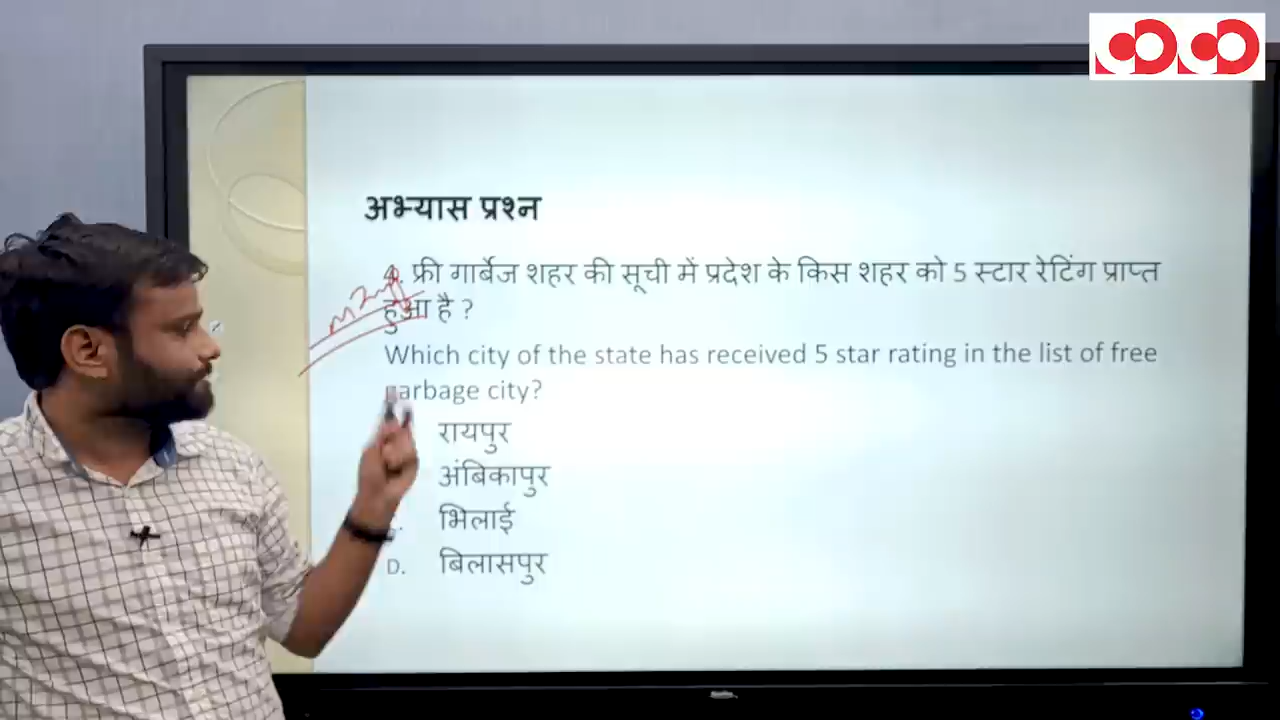 अभ्यास प्रश्न
4. फ्री गार्बेज शहर की सूची में प्रदेश के किस शहर को 5 स्टार रेटिंग प्राप्त
हुआ है ?
Which city of the state has received 5 star rating in the list of free
garbage city?
रायपुर
अंबिकापुर
भिलाई
D. बिलासपुर